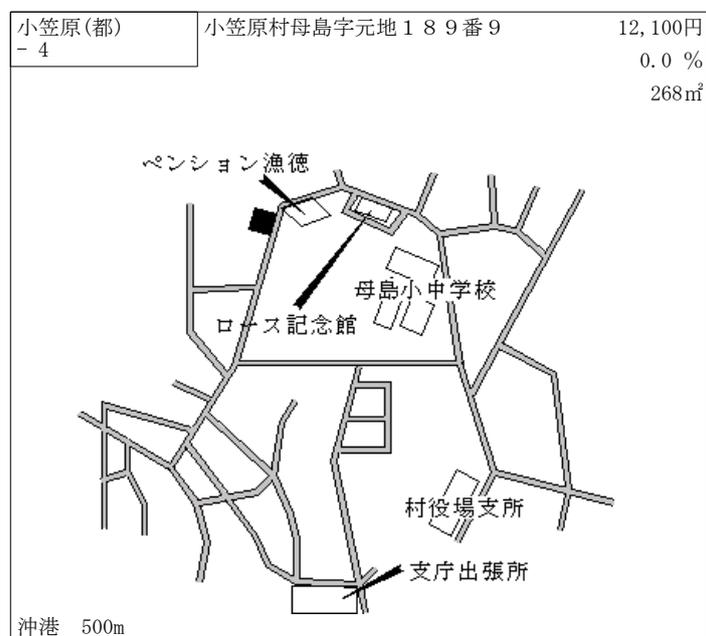 小笠原(都)
- 4
小笠原村母島字元地１８９番９
12,100円
0.0 %
268㎡
ペンション漁徳
母島小中学校
ロース記念館
村役場支所
支庁出張所
沖港　500m